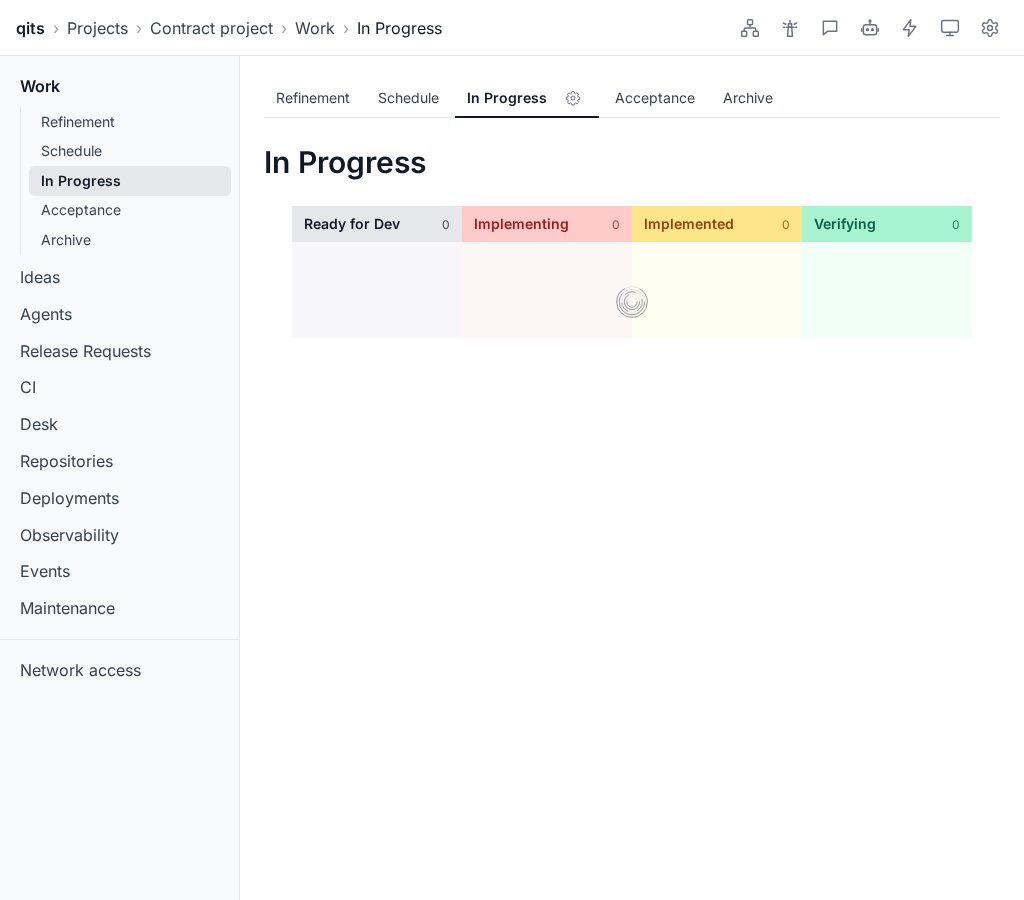 qits › Projects › Contract project › Work › In Progress
Work
Refinement
Schedule
In Progress
Acceptance
Archive
Ideas
Agents
Release Requests
CI
Desk
Repositories
Deployments
Observability
Events
Maintenance
Network access
Refinement Schedule In Progress Acceptance Archive
In Progress
Ready for Dev 0 Implementing 0 Implemented 0 Verifying 0